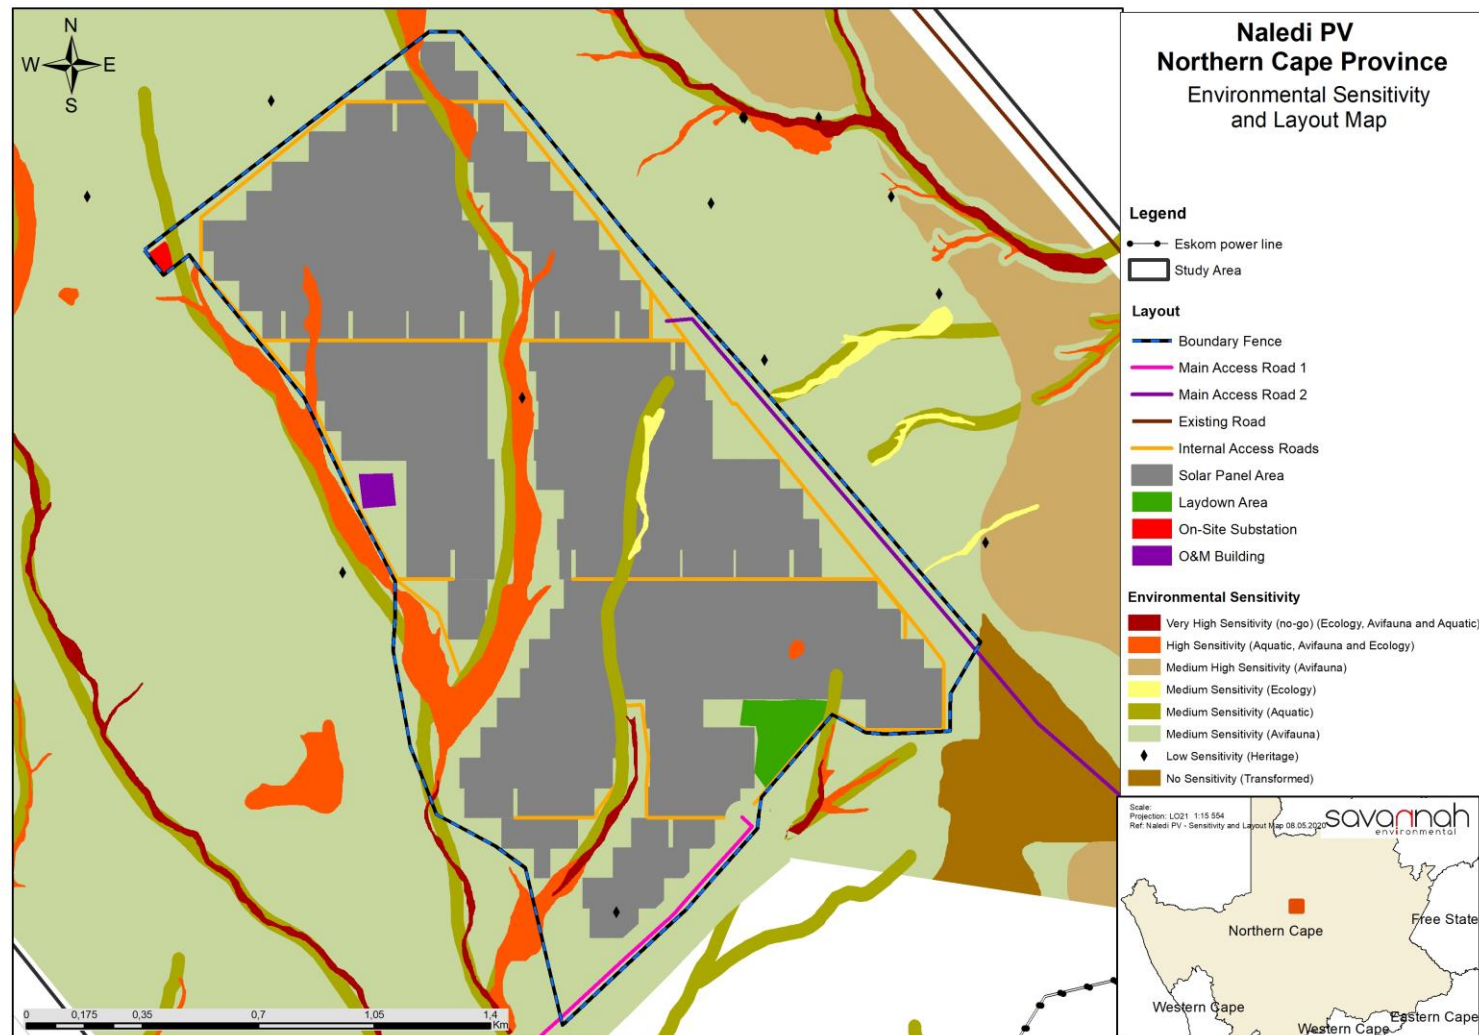 N
W E
S
Naledi PV
Northern Cape Province
Environmental Sensitivity
and Layout Map
Legend
Eskom power line
Study Area
Layout
Boundary Fence
Main Access Road 1
Main Access Road 2
Existing Road
Internal Access Roads
Solar Panel Area
Laydown Area
On-Site Substation
O&M Building
Environmental Sensitivity
Very High Sensitivity (no-go) (Ecology, Avifauna and Aquatic)
High Sensitivity (Aquatic, Avifauna and Ecology)
Medium High Sensitivity (Avifauna)
Medium Sensitivity (Ecology)
Medium Sensitivity (Aquatic)
Medium Sensitivity (Avifauna)
Low Sensitivity (Heritage)
No Sensitivity (Transformed)
Scale:
Projection: LO21 1:15 554
Ref: Naledi PV - Sensitivity and Layout Map 08.05.2020
savannah
environmental
Northern Cape
Free State
Western Cape
Eastern Cape
Western Cape
0 0,175 0,35 0,7 1,05 1,4
Km